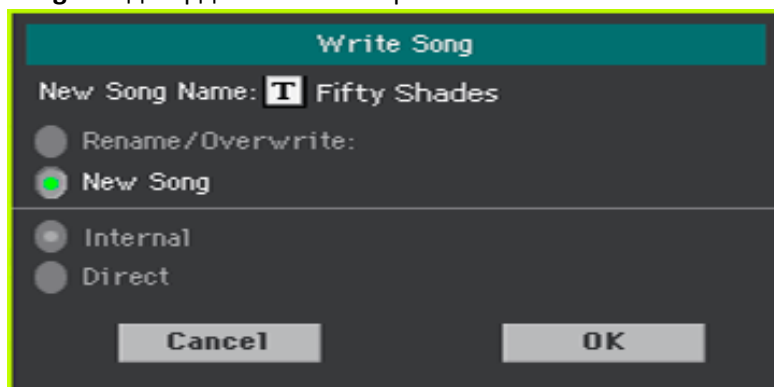 Write Song
New Song Name: T Fifty Shades
Rename/Overwrite:
New Song
Internal
Direct
Cancel OK